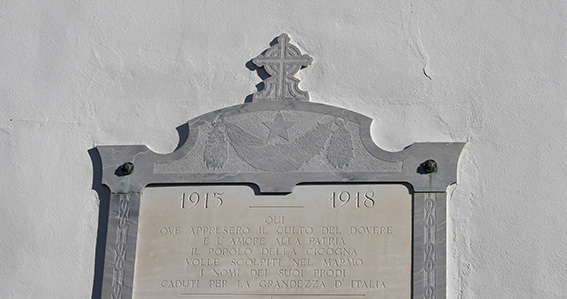 1915 — 1918
QUI
OVE APPRESERO IL CULTO DEL DOVERE
E L'AMORE ALLA PATRIA
IL POPOLO DELLA CICOGNA
VOLLE SCOLPITI NEL MARMO
I NOMI DEI SUOI PRODI
CADUTI PER LA GRANDEZZA D'ITALIA